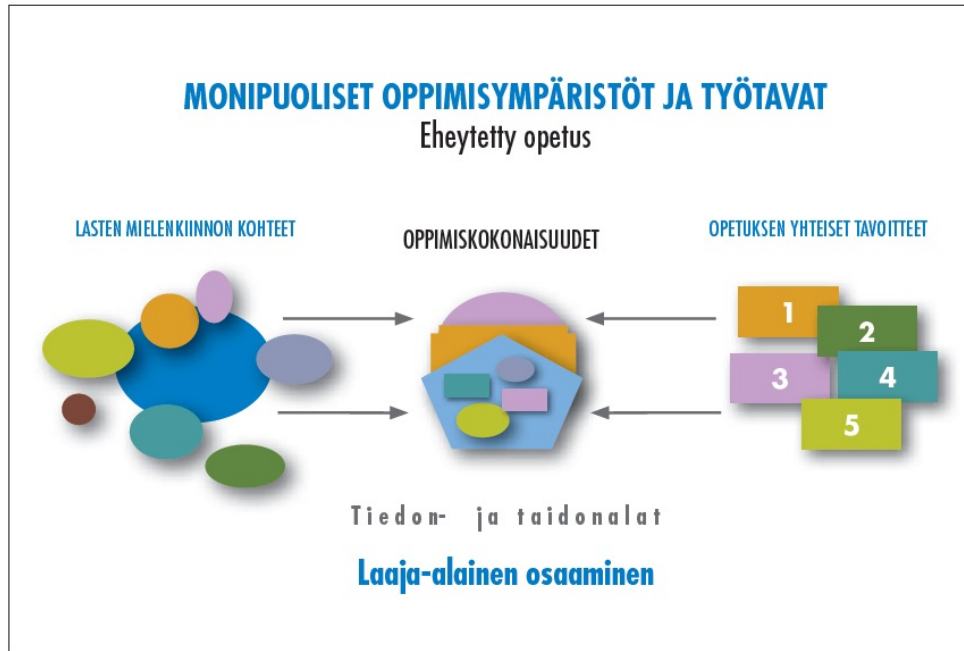 MONIPUOLISET OPPIMISYMPÄRISTÖT JA TYÖTAVAT
Eheytetty opetus
LASTEN MIELENKIINNON KOHTEET
OPPIMISKOKONAISUUDET
OPETUKSEN YHTEISET TAVOITTEET
1
2
3
4
5
Tiedon- ja taidonalat
Laaja-alainen osaaminen